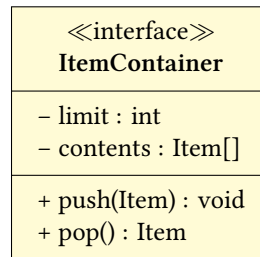 ≪interface≫
ItemContainer
– limit : int
– contents : Item[]
+ push(Item) : void
+ pop() : Item